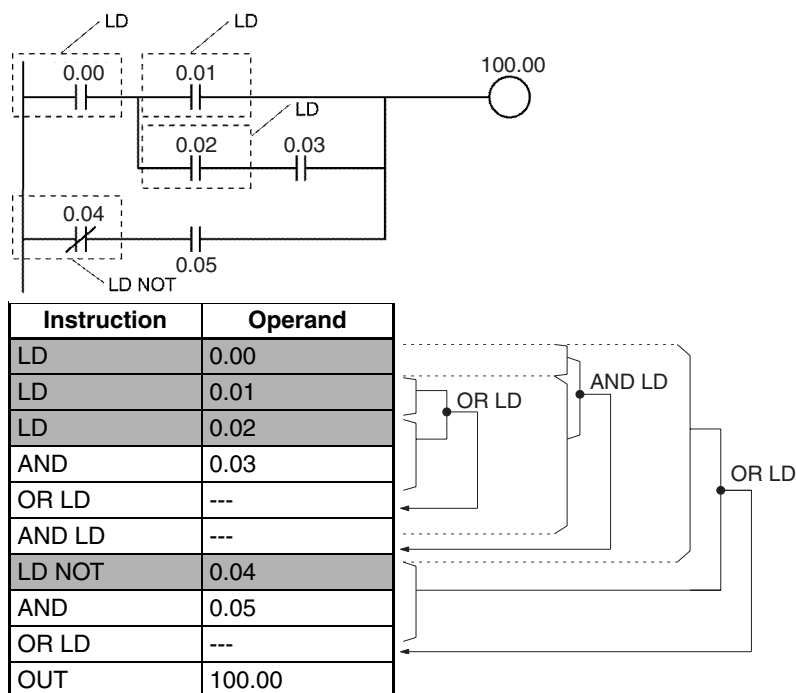 LD LD
0.00 0.01 100.00
LD
0.02 0.03
0.04
0.05
LD NOT
Instruction Operand
LD 0.00
LD 0.01
LD 0.02
AND 0.03
OR LD ---
AND LD ---
LD NOT 0.04
AND 0.05
OR LD ---
OUT 100.00
AND LD
OR LD
OR LD